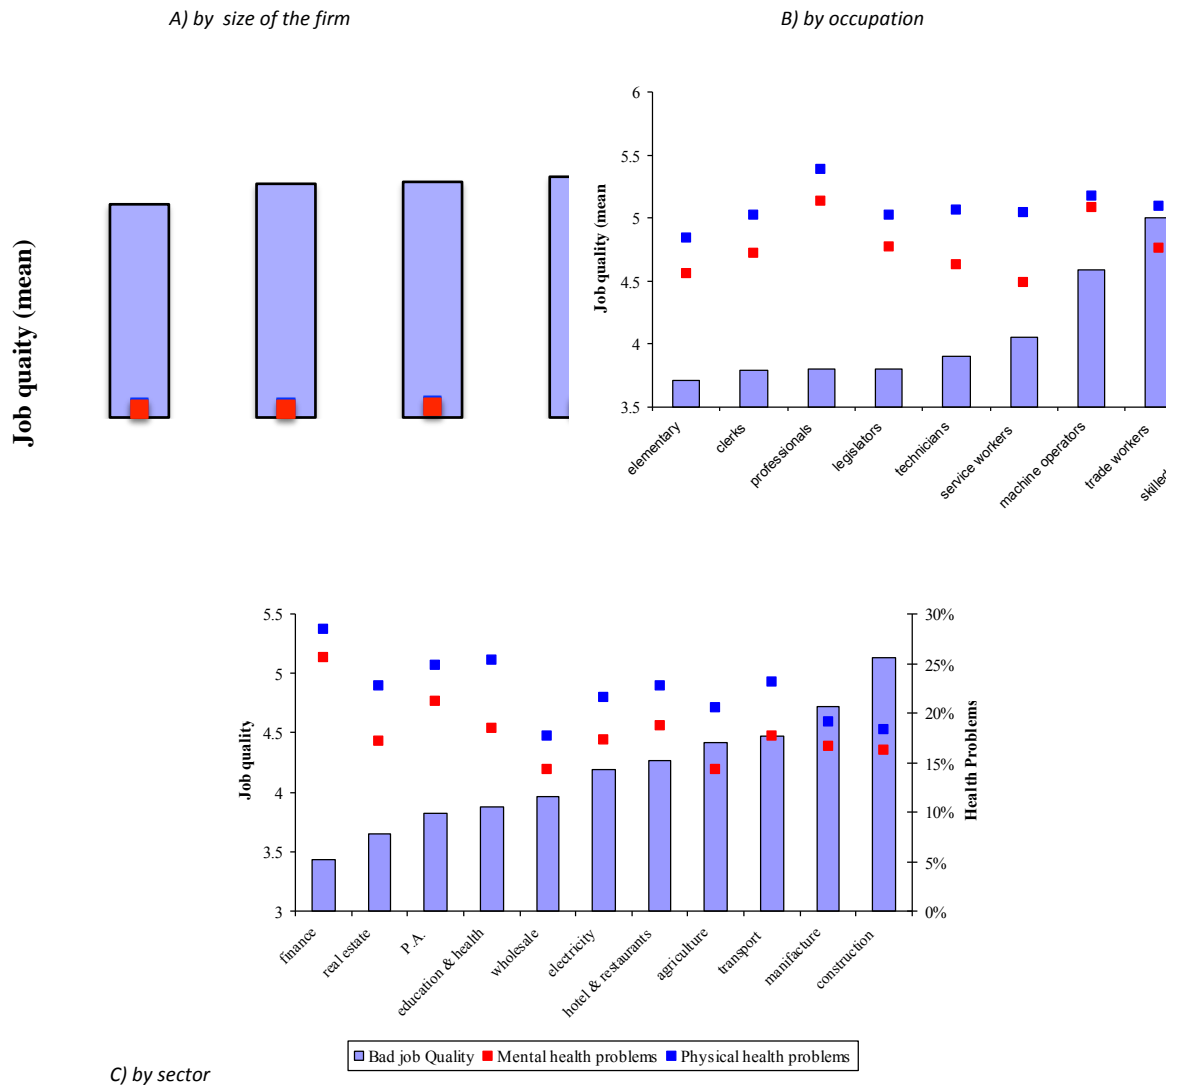 A) by size of the firm
B) by occupation
Job quaity (mean)
Job quality (mean
6
5.5
5
4.5
4
3.5
elementary
clerks
professionals
legislators
technicians
service workers
machine operators
trade workers
skilled
Job quality
5.5
5
4.5
4
3.5
3
30%
25%
20%
15%
10%
5%
0%
Health Problems
finance
real estate
P.A.
education & health
wholesale
electricity
hotel & restaurants
agriculture
transport
manifacture
construction
Bad job Quality Mental health problems Physical health problems
C) by sector